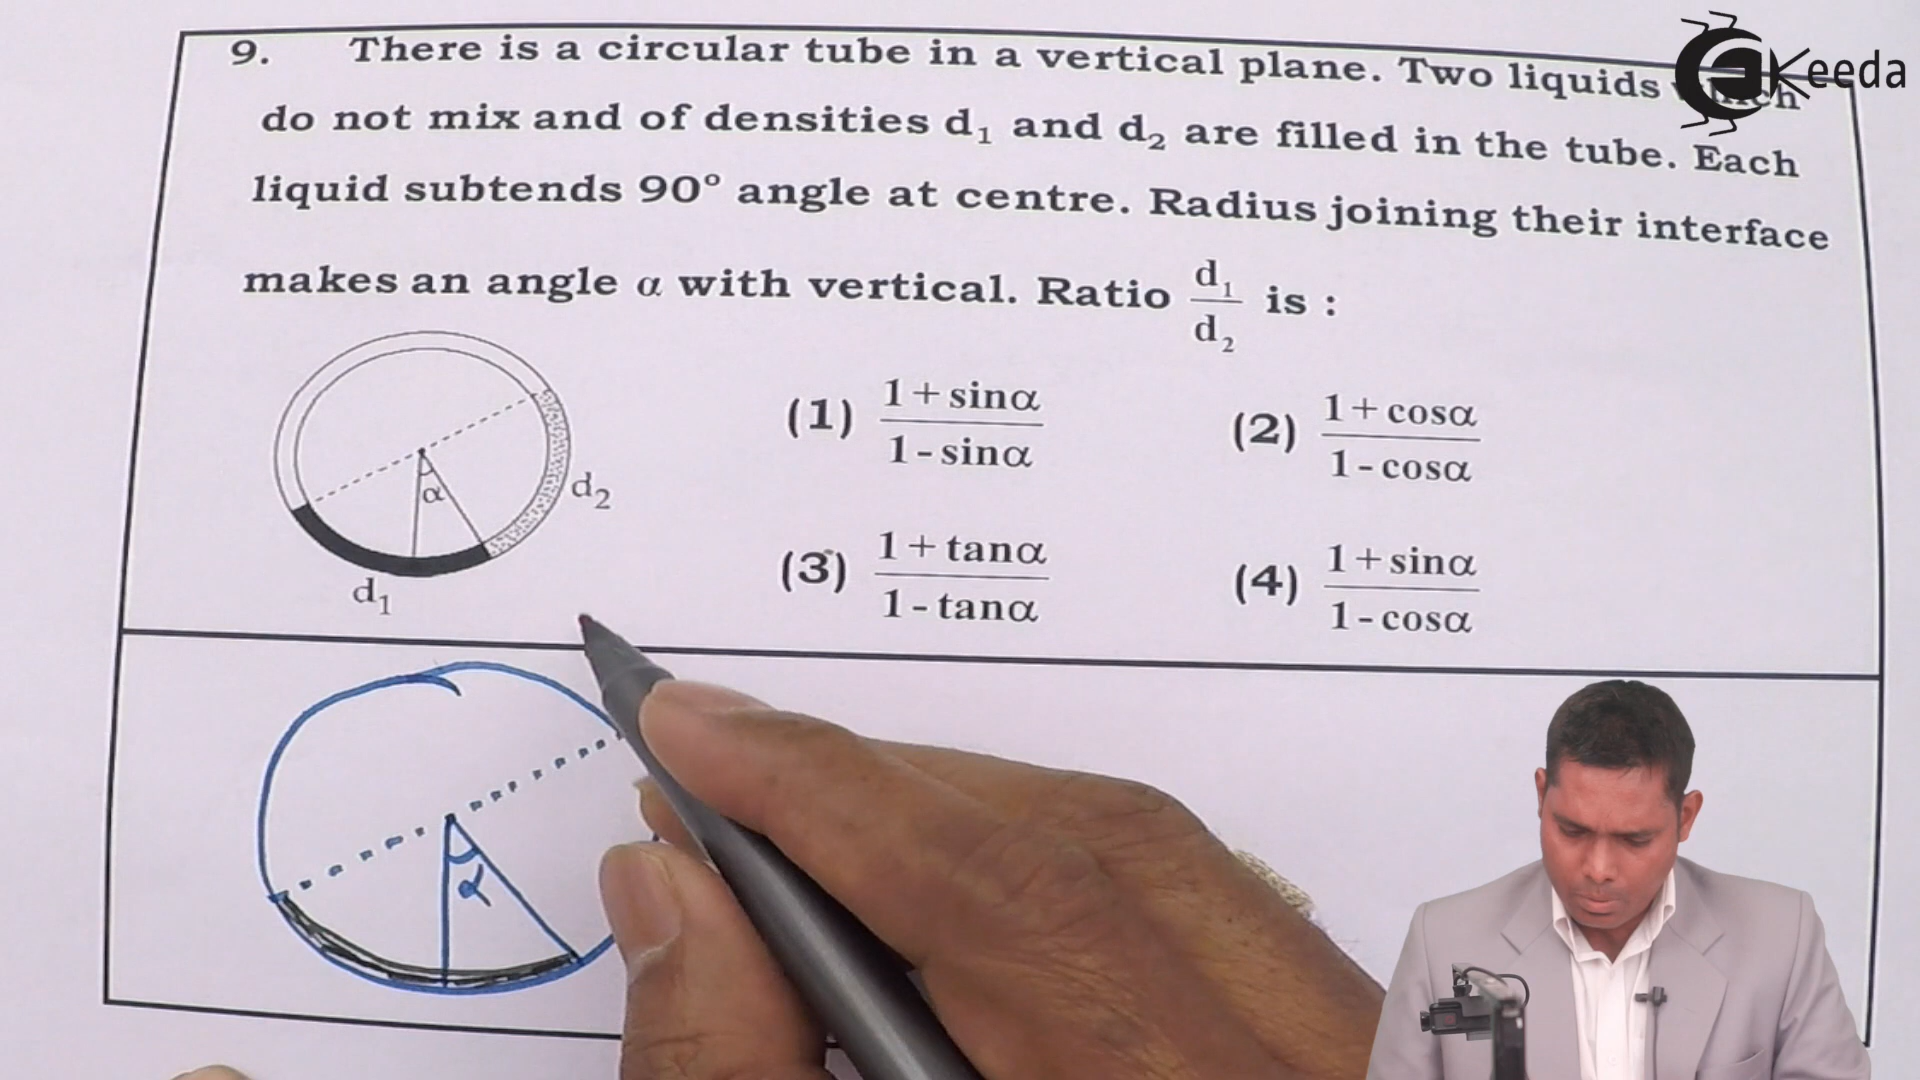 9. There is a circular tube in a vertical plane. Two liquids which
do not mix and of densities d₁ and d₂ are filled in the tube. Each
liquid subtends 90° angle at centre. Radius joining their interface
makes an angle α with vertical. Ratio d₁/d₂ is :
(1) 1+sinα / 1-sinα (2) 1+cosα / 1-cosα
(3) 1+tanα / 1-tanα (4) 1+sinα / 1-cosα
α
d₂
d₁
α
Keeda